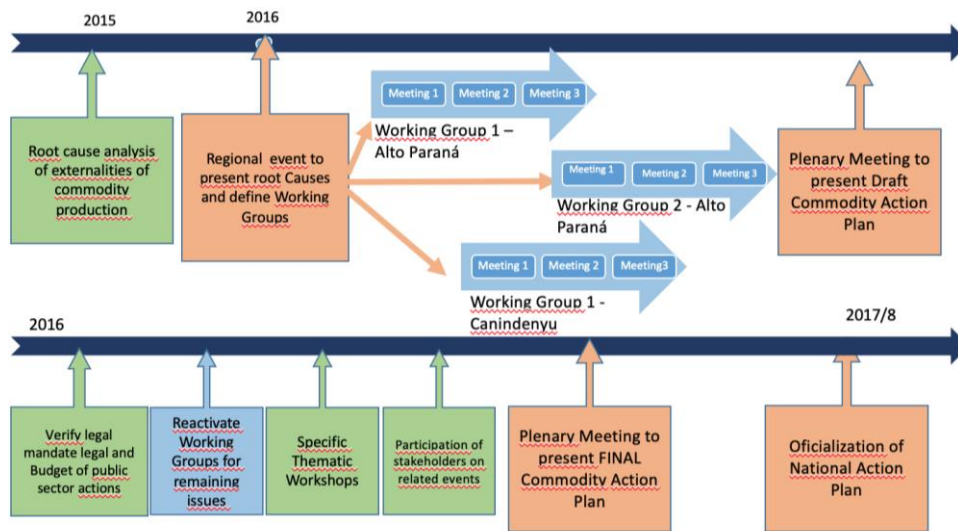 2015
2016
Meeting 1
Meeting 2
Meeting 3
Working Group 1 –
Alto Paraná
Root cause analysis
of externalities of
commodity
production
Regional event to
present root Causes
and define Working
Groups
Meeting 1
Meeting 2
Meeting 3
Working Group 2 - Alto
Paraná
Plenary Meeting to
present Draft
Commodity Action
Plan
Meeting 1
Meeting 2
Meeting3
Working Group 1 -
Canindenyu
2016
2017/8
Verify legal
mandate legal and
Budget of public
sector actions
Reactivate
Working
Groups for
remaining
issues
Specific
Thematic
Workshops
Participation of
stakeholders on
related events
Plenary Meeting to
present FINAL
Commodity Action
Plan
Oficialization of
National Action
Plan